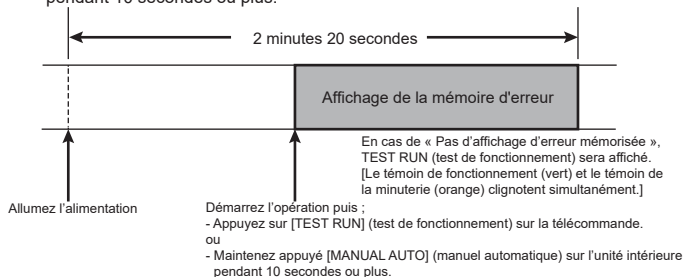 pendant 10 secondes ou plus.
2 minutes 20 secondes
Affichage de la mémoire d'erreur
En cas de « Pas d'affichage d'erreur mémorisée »,
TEST RUN (test de fonctionnement) sera affiché.
[Le témoin de fonctionnement (vert) et le témoin de
la minuterie (orange) clignotent simultanément.]
Allumez l'alimentation
Démarrez l'opération puis ;
- Appuyez sur [TEST RUN] (test de fonctionnement) sur la télécommande.
ou
- Maintenez appuyé [MANUAL AUTO] (manuel automatique) sur l'unité intérieure
pendant 10 secondes ou plus.